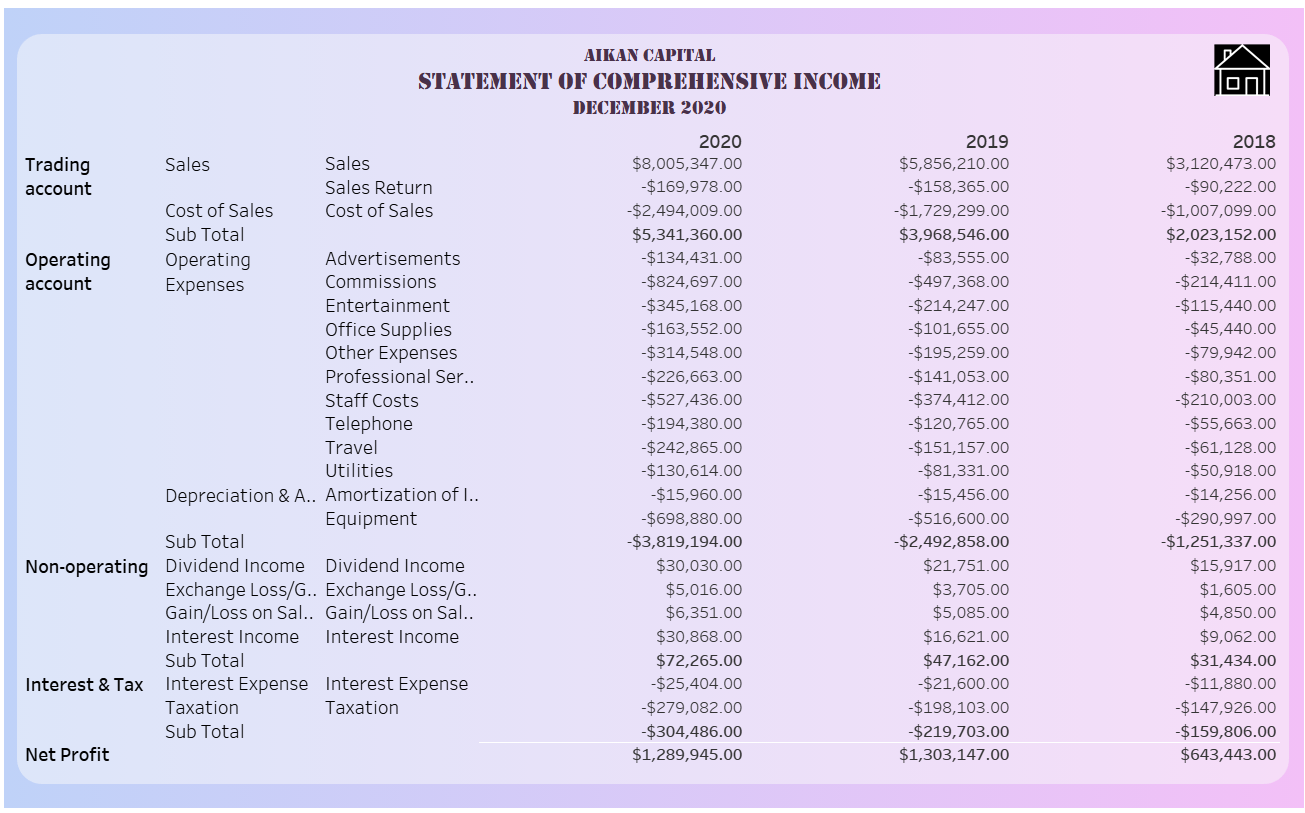 AIKAN CAPITAL
STATEMENT OF COMPREHENSIVE INCOME
DECEMBER 2020
2020 2019 2018
Trading account Sales Sales $8,005,347.00 $5,856,210.00 $3,120,473.00
Sales Return -$169,978.00 -$158,365.00 -$90,222.00
Cost of Sales Cost of Sales -$2,494,009.00 -$1,729,299.00 -$1,007,099.00
Sub Total $5,341,360.00 $3,968,546.00 $2,023,152.00
Operating account Operating Expenses Advertisements -$134,431.00 -$83,555.00 -$32,788.00
Commissions -$824,697.00 -$497,368.00 -$214,411.00
Entertainment -$345,168.00 -$214,247.00 -$115,440.00
Office Supplies -$163,552.00 -$101,655.00 -$45,440.00
Other Expenses -$314,548.00 -$195,259.00 -$79,942.00
Professional Ser.. -$226,663.00 -$141,053.00 -$80,351.00
Staff Costs -$527,436.00 -$374,412.00 -$210,003.00
Telephone -$194,380.00 -$120,765.00 -$55,663.00
Travel -$242,865.00 -$151,157.00 -$61,128.00
Utilities -$130,614.00 -$81,331.00 -$50,918.00
Depreciation & A.. Amortization of I.. -$15,960.00 -$15,456.00 -$14,256.00
Equipment -$698,880.00 -$516,600.00 -$290,997.00
Sub Total -$3,819,194.00 -$2,492,858.00 -$1,251,337.00
Non-operating Dividend Income Dividend Income $30,030.00 $21,751.00 $15,917.00
Exchange Loss/G.. Exchange Loss/G.. $5,016.00 $3,705.00 $1,605.00
Gain/Loss on Sal.. Gain/Loss on Sal.. $6,351.00 $5,085.00 $4,850.00
Interest Income Interest Income $30,868.00 $16,621.00 $9,062.00
Sub Total $72,265.00 $47,162.00 $31,434.00
Interest & Tax Interest Expense Interest Expense -$25,404.00 -$21,600.00 -$11,880.00
Taxation Taxation -$279,082.00 -$198,103.00 -$147,926.00
Sub Total -$304,486.00 -$219,703.00 -$159,806.00
Net Profit $1,289,945.00 $1,303,147.00 $643,443.00